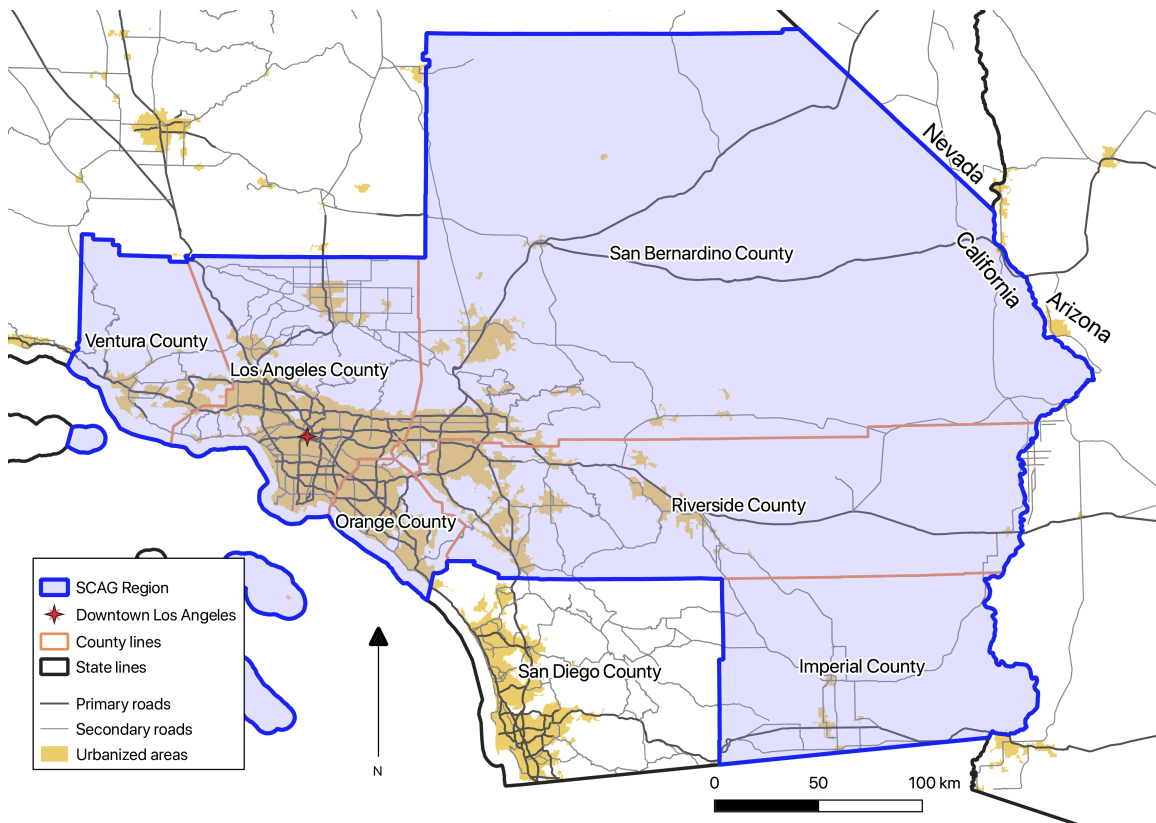 Nevada
California
Arizona
San Bernardino County
Ventura County
Los Angeles County
Riverside County
Orange County
San Diego County
Imperial County
SCAG Region
Downtown Los Angeles
County lines
State lines
Primary roads
Secondary roads
Urbanized areas
N
0 50 100 km